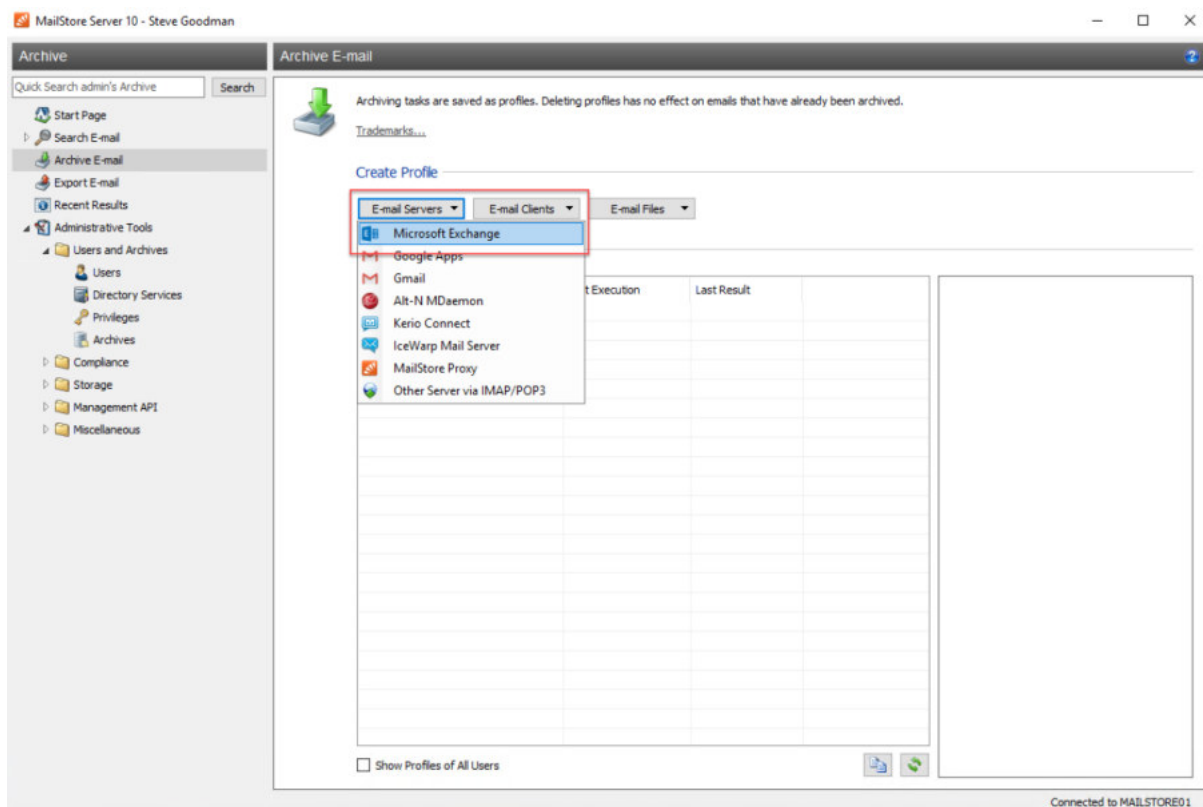 MailStore Server 10 - Steve Goodman
Archive
Archive E-mail
Quick Search admin's Archive
Search
Start Page
Search E-mail
Archive E-mail
Export E-mail
Recent Results
Administrative Tools
Users and Archives
Users
Directory Services
Privileges
Archives
Compliance
Storage
Management API
Miscellaneous
Archiving tasks are saved as profiles. Deleting profiles has no effect on emails that have already been archived.
Trademarks...
Create Profile
E-mail Servers
E-mail Clients
E-mail Files
Microsoft Exchange
Google Apps
Gmail
Alt-N MDaemon
Kerio Connect
IceWarp Mail Server
MailStore Proxy
Other Server via IMAP/POP3
t Execution
Last Result
Show Profiles of All Users
Connected to MAILSTORE01